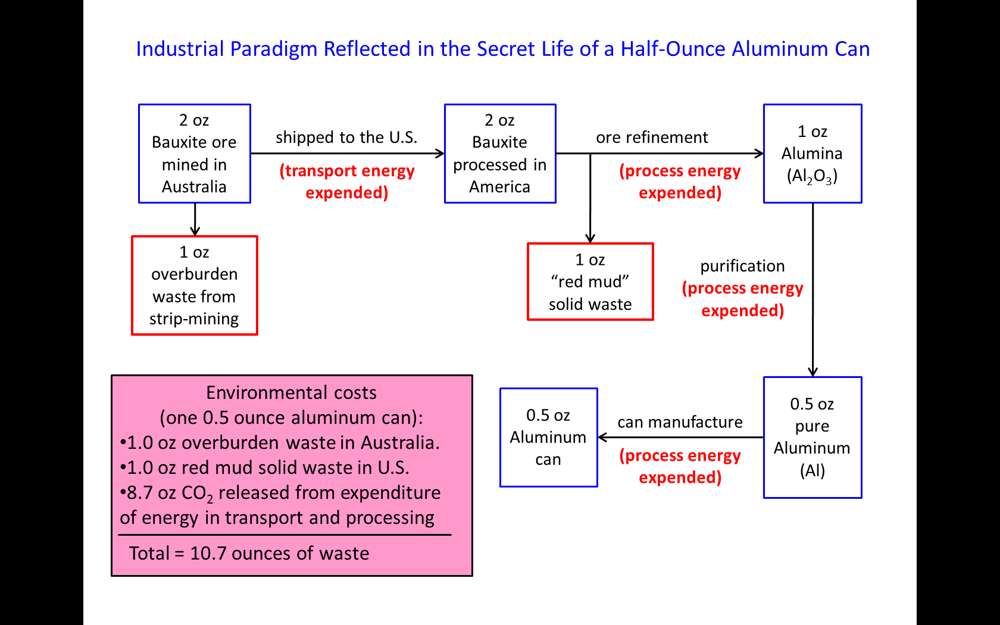 Industrial Paradigm Reflected in the Secret Life of a Half-Ounce Aluminum Can
2 oz
Bauxite ore
mined in
Australia
shipped to the U.S.
(transport energy
expended)
2 oz
Bauxite
processed in
America
ore refinement
(process energy
expended)
1 oz
Alumina
(Al₂O₃)
1 oz
overburden
waste from
strip-mining
1 oz
“red mud”
solid waste
purification
(process energy
expended)
0.5 oz
pure
Aluminum
(Al)
can manufacture
(process energy
expended)
0.5 oz
Aluminum
can
Environmental costs
(one 0.5 ounce aluminum can):
•1.0 oz overburden waste in Australia.
•1.0 oz red mud solid waste in U.S.
•8.7 oz CO₂ released from expenditure
of energy in transport and processing
Total = 10.7 ounces of waste